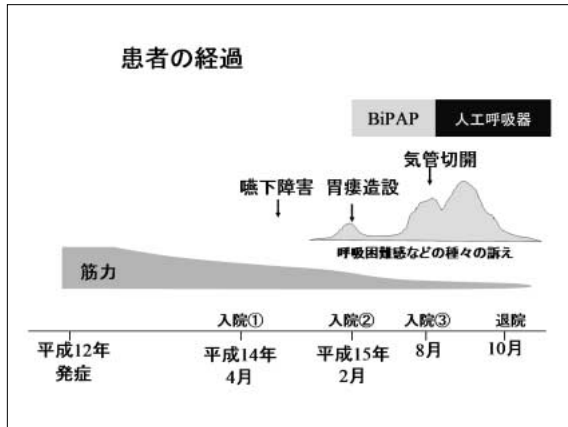 患者の経過
BiPAP 人工呼吸器
気管切開
嚥下障害 胃瘻造設
呼吸困難感などの種々の訴え
筋力
入院① 入院② 入院③ 退院
平成12年 平成14年 平成15年 8月 10月
発症 4月 2月